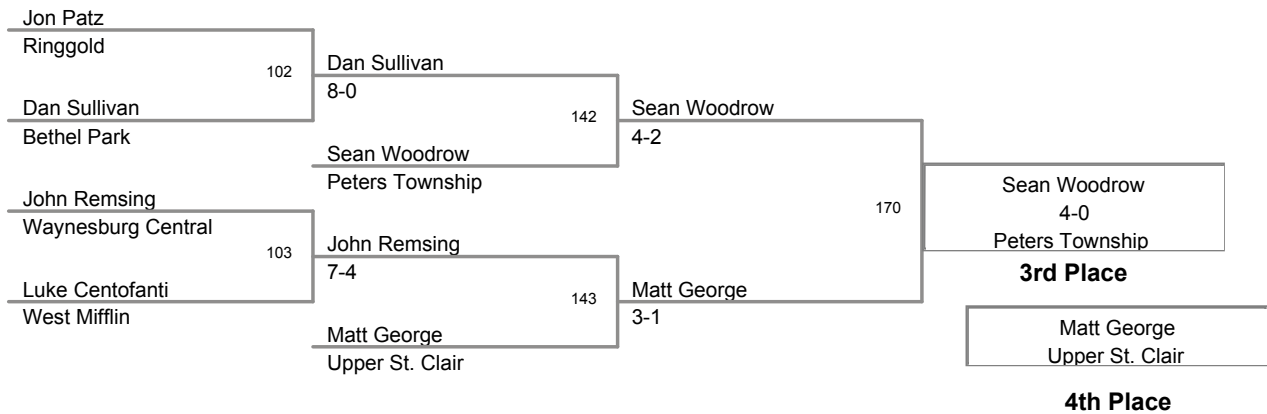 Jon Patz
Ringgold
102
Dan Sullivan
8-0
Dan Sullivan
Bethel Park
142
Sean Woodrow
4-2
Sean Woodrow
Peters Township
John Remsing
Waynesburg Central
103
John Remsing
7-4
Luke Centofanti
West Mifflin
143
Matt George
3-1
Matt George
Upper St. Clair
170
Sean Woodrow
4-0
Peters Township
3rd Place
Matt George
Upper St. Clair
4th Place